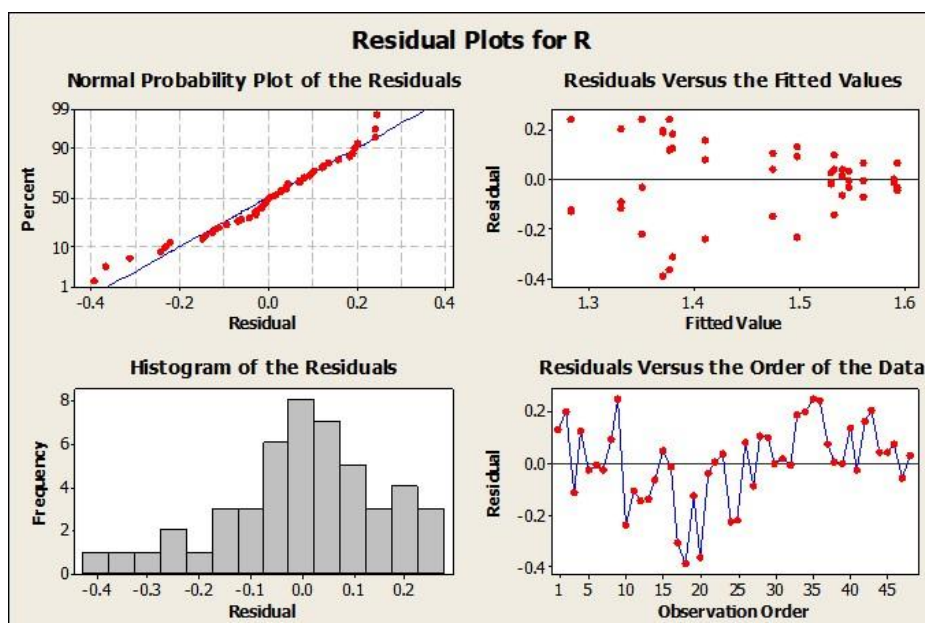 Residual Plots for R
Normal Probability Plot of the Residuals
99
90
50
10
1
Percent
-0.4 -0.2 0.0 0.2 0.4
Residual
Residuals Versus the Fitted Values
0.2
0.0
-0.2
-0.4
Residual
1.3 1.4 1.5 1.6
Fitted Value
Histogram of the Residuals
8
6
4
2
0
Frequency
-0.4 -0.3 -0.2 -0.1 0.0 0.1 0.2
Residual
Residuals Versus the Order of the Data
0.2
0.0
-0.2
-0.4
Residual
1 5 10 15 20 25 30 35 40 45
Observation Order